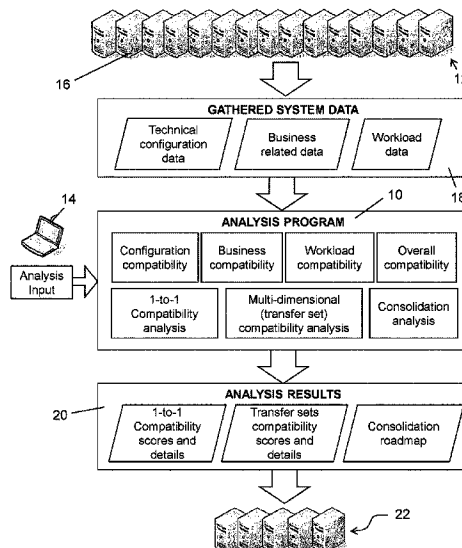 16
GATHERED SYSTEM DATA
Technical
configuration
data
Business
related data
Workload
data
18
14
10
ANALYSIS PROGRAM
Analysis
Input
Configuration
compatibility
Business
compatibility
Workload
compatibility
Overall
compatibility
1-to-1
Compatibility
analysis
Multi-dimensional
(transfer set)
compatibility analysis
Consolidation
analysis
20
ANALYSIS RESULTS
1-to-1
Compatibility
scores and
details
Transfer sets
compatibility
scores and
details
Consolidation
roadmap
22